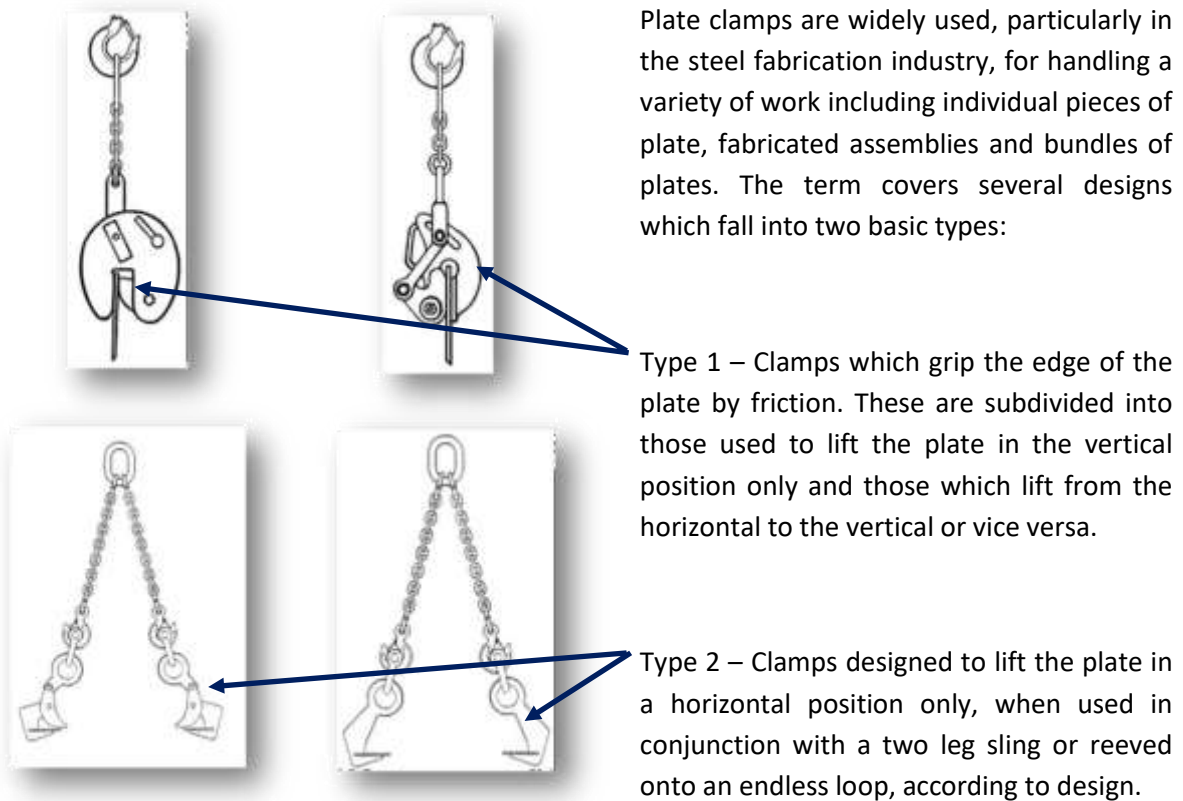 Plate clamps are widely used, particularly in
the steel fabrication industry, for handling a
variety of work including individual pieces of
plate, fabricated assemblies and bundles of
plates. The term covers several designs
which fall into two basic types:
Type 1 – Clamps which grip the edge of the
plate by friction. These are subdivided into
those used to lift the plate in the vertical
position only and those which lift from the
horizontal to the vertical or vice versa.
Type 2 – Clamps designed to lift the plate in
a horizontal position only, when used in
conjunction with a two leg sling or reeved
onto an endless loop, according to design.